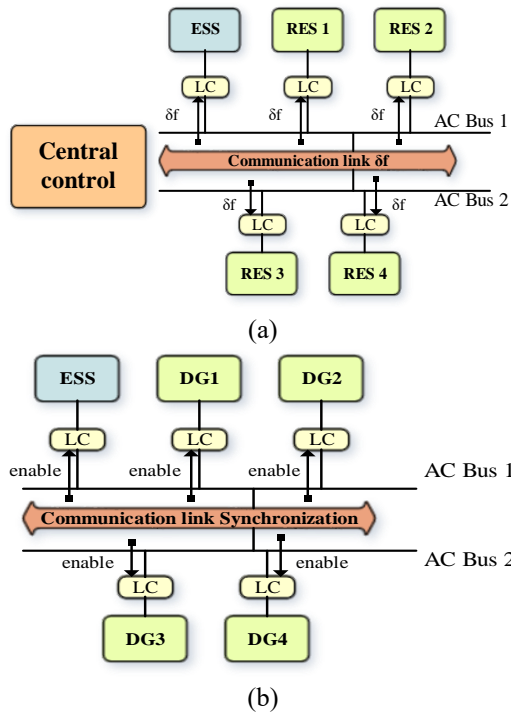 ESS
RES 1
RES 2
LC
LC
LC
δf
δf
δf
AC Bus 1
Central
control
Communication link δf
AC Bus 2
δf
δf
LC
LC
RES 3
RES 4
(a)
ESS
DG1
DG2
LC
LC
LC
enable
enable
enable
AC Bus 1
Communication link Synchronization
AC Bus 2
enable
enable
LC
LC
DG3
DG4
(b)